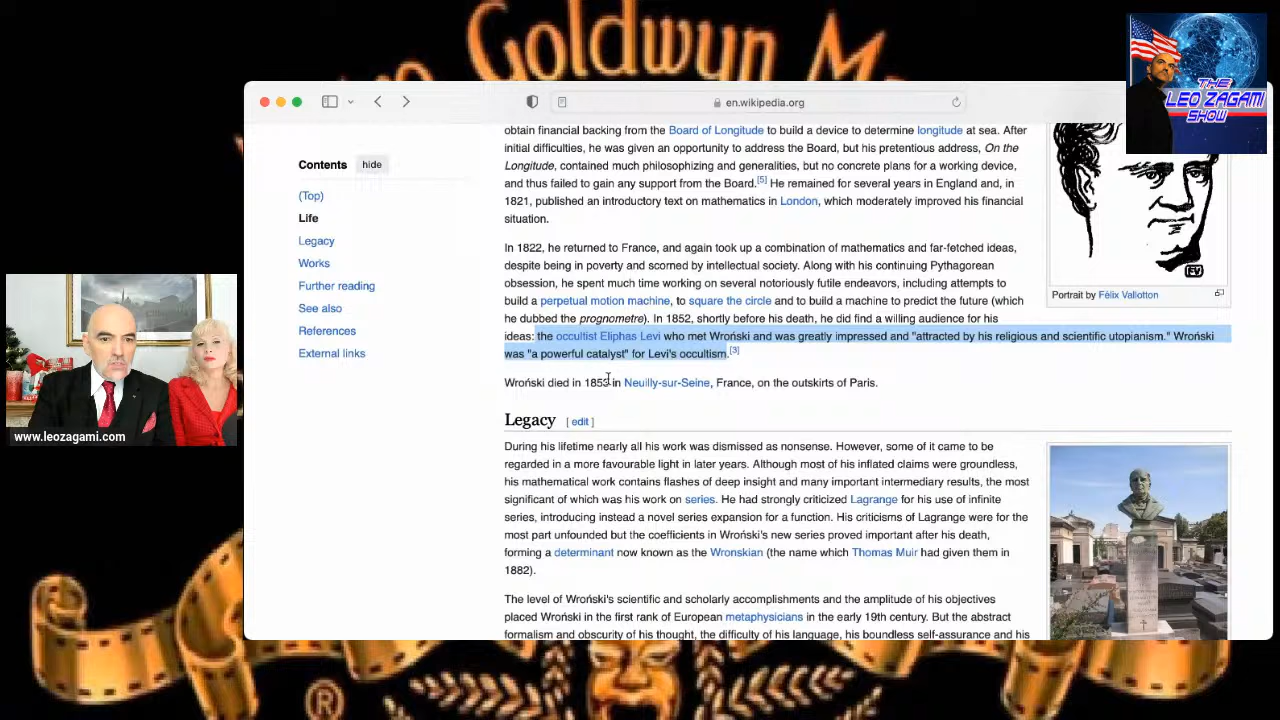 Goldwyn M
THE
LEO ZAGAMI
SHOW
en.wikipedia.org
Contents hide
(Top)
Life
Legacy
Works
Further reading
See also
References
External links
obtain financial backing from the Board of Longitude to build a device to determine longitude at sea. After
initial difficulties, he was given an opportunity to address the Board, but his pretentious address, On the
Longitude, contained much philosophizing and generalities, but no concrete plans for a working device,
and thus failed to gain any support from the Board.[5] He remained for several years in England and, in
1821, published an introductory text on mathematics in London, which moderately improved his financial
situation.
In 1822, he returned to France, and again took up a combination of mathematics and far-fetched ideas,
despite being in poverty and scorned by intellectual society. Along with his continuing Pythagorean
obsession, he spent much time working on several notoriously futile endeavors, including attempts to
build a perpetual motion machine, to square the circle and to build a machine to predict the future (which
he dubbed the prognometre). In 1852, shortly before his death, he did find a willing audience for his
ideas: the occultist Eliphas Levi who met Wroński and was greatly impressed and "attracted by his religious and scientific utopianism." Wroński
was "a powerful catalyst" for Levi's occultism.[3]
Wroński died in 1853 in Neuilly-sur-Seine, France, on the outskirts of Paris.
Portrait by Félix Vallotton
Legacy [ edit ]
During his lifetime nearly all his work was dismissed as nonsense. However, some of it came to be
regarded in a more favourable light in later years. Although most of his inflated claims were groundless,
his mathematical work contains flashes of deep insight and many important intermediary results, the most
significant of which was his work on series. He had strongly criticized Lagrange for his use of infinite
series, introducing instead a novel series expansion for a function. His criticisms of Lagrange were for the
most part unfounded but the coefficients in Wroński's new series proved important after his death,
forming a determinant now known as the Wronskian (the name which Thomas Muir had given them in
1882).
The level of Wroński's scientific and scholarly accomplishments and the amplitude of his objectives
placed Wroński in the first rank of European metaphysicians in the early 19th century. But the abstract
formalism and obscurity of his thought, the difficulty of his language, his boundless self-assurance and his
www.leozagami.com
®